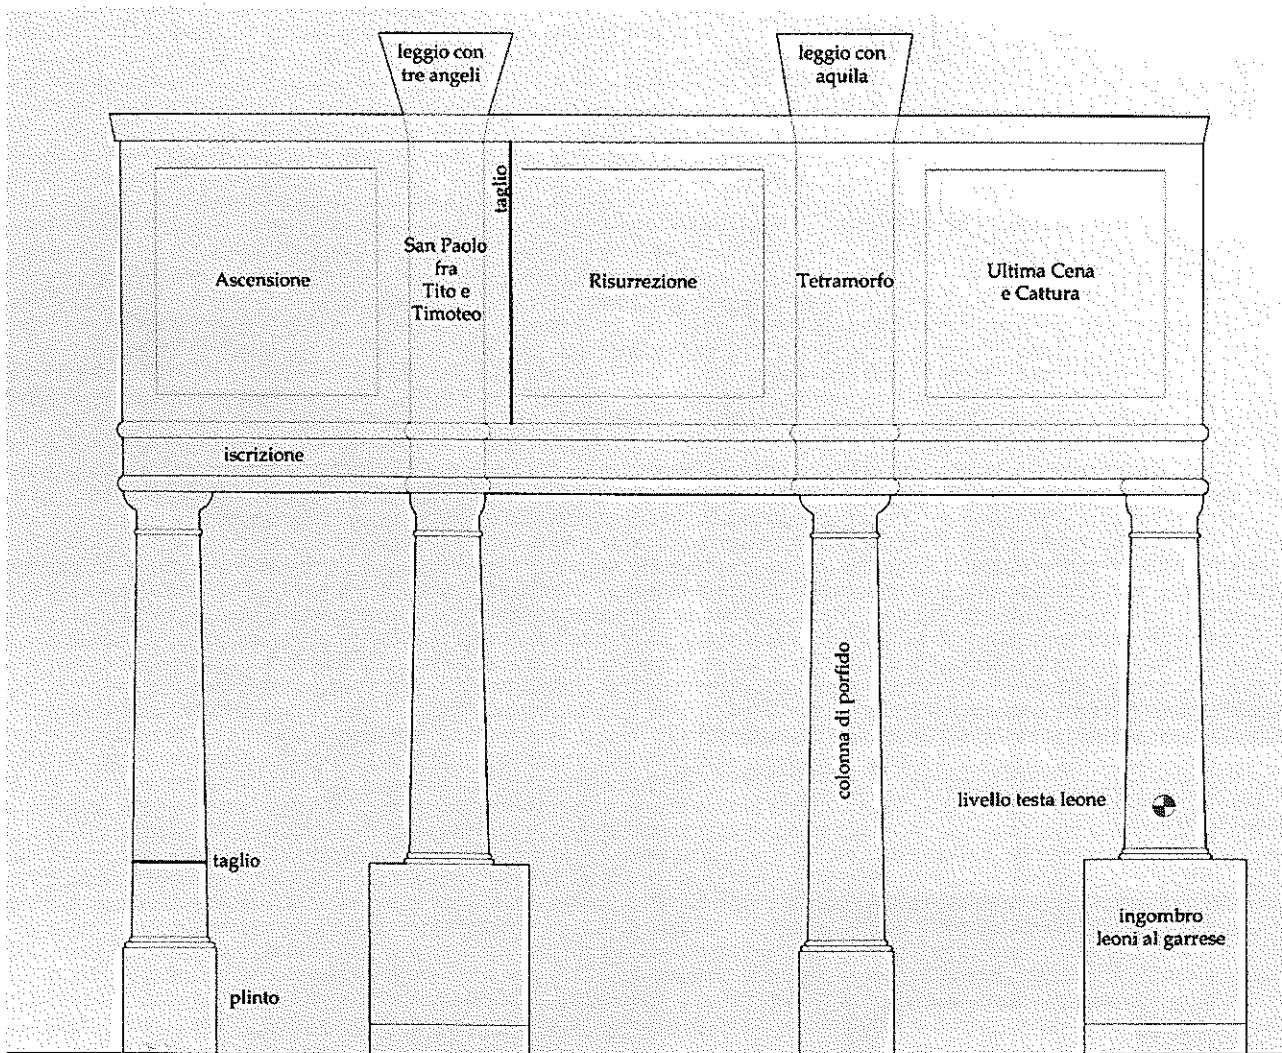 leggio con
tre angeli
leggio con
aquila
taglio
Ascensione
San Paolo
fra
Tito e
Timoteo
Risurrezione
Tetramorfo
Ultima Cena
e Cattura
iscrizione
colonna di porfido
livello testa leone
taglio
ingombro
leoni al garrese
plinto